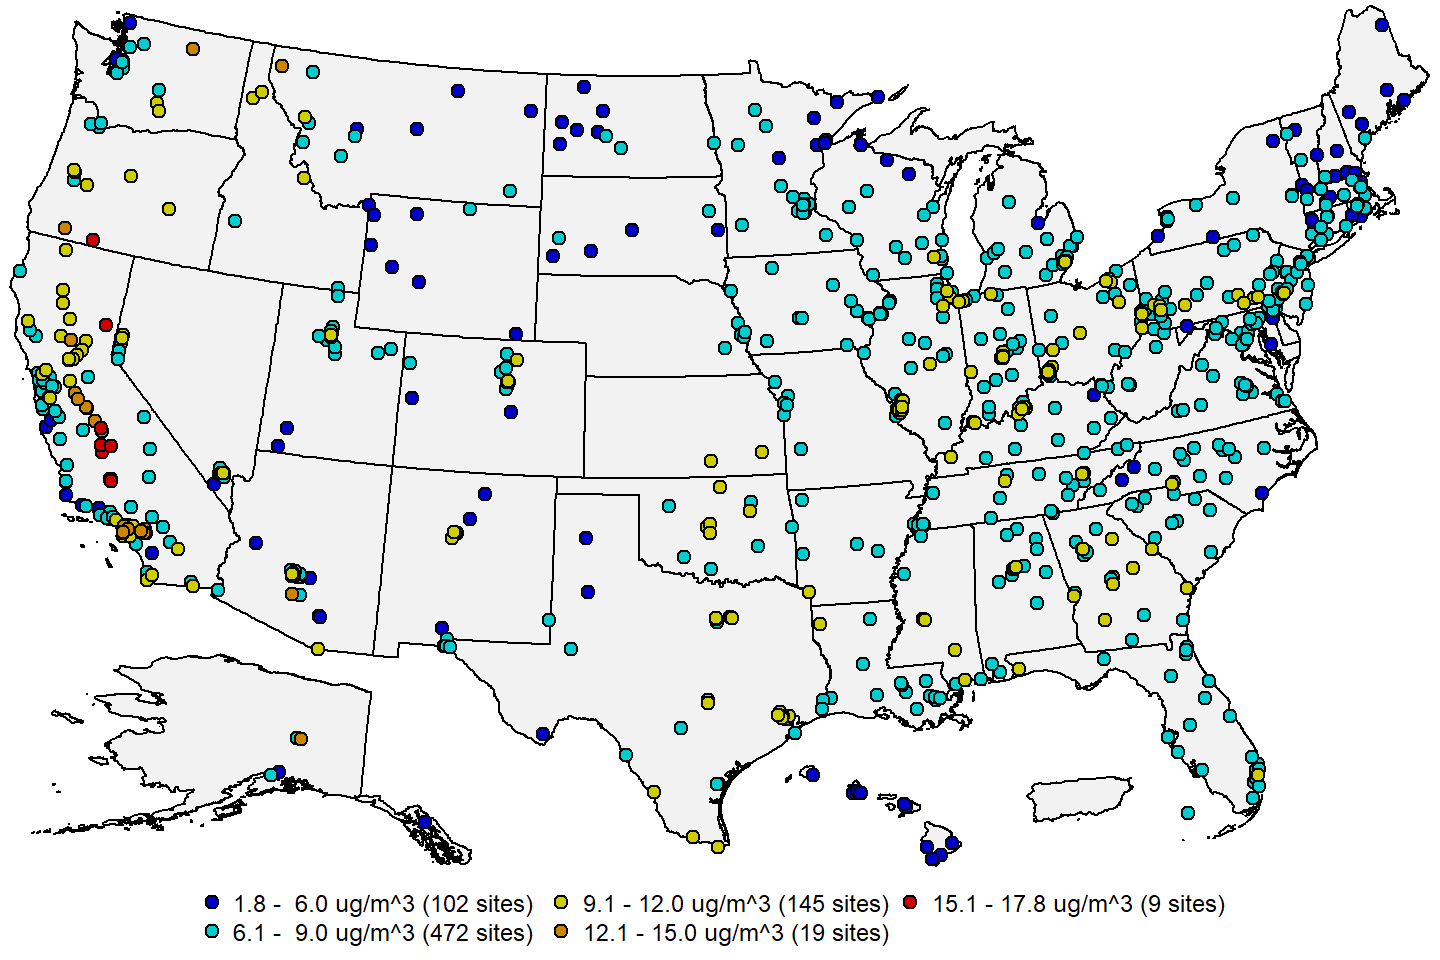 1.8 -  6.0 ug/m^3 (102 sites) 9.1 - 12.0 ug/m^3 (145 sites) 15.1 - 17.8 ug/m^3 (9 sites)
6.1 -  9.0 ug/m^3 (472 sites) 12.1 - 15.0 ug/m^3 (19 sites)